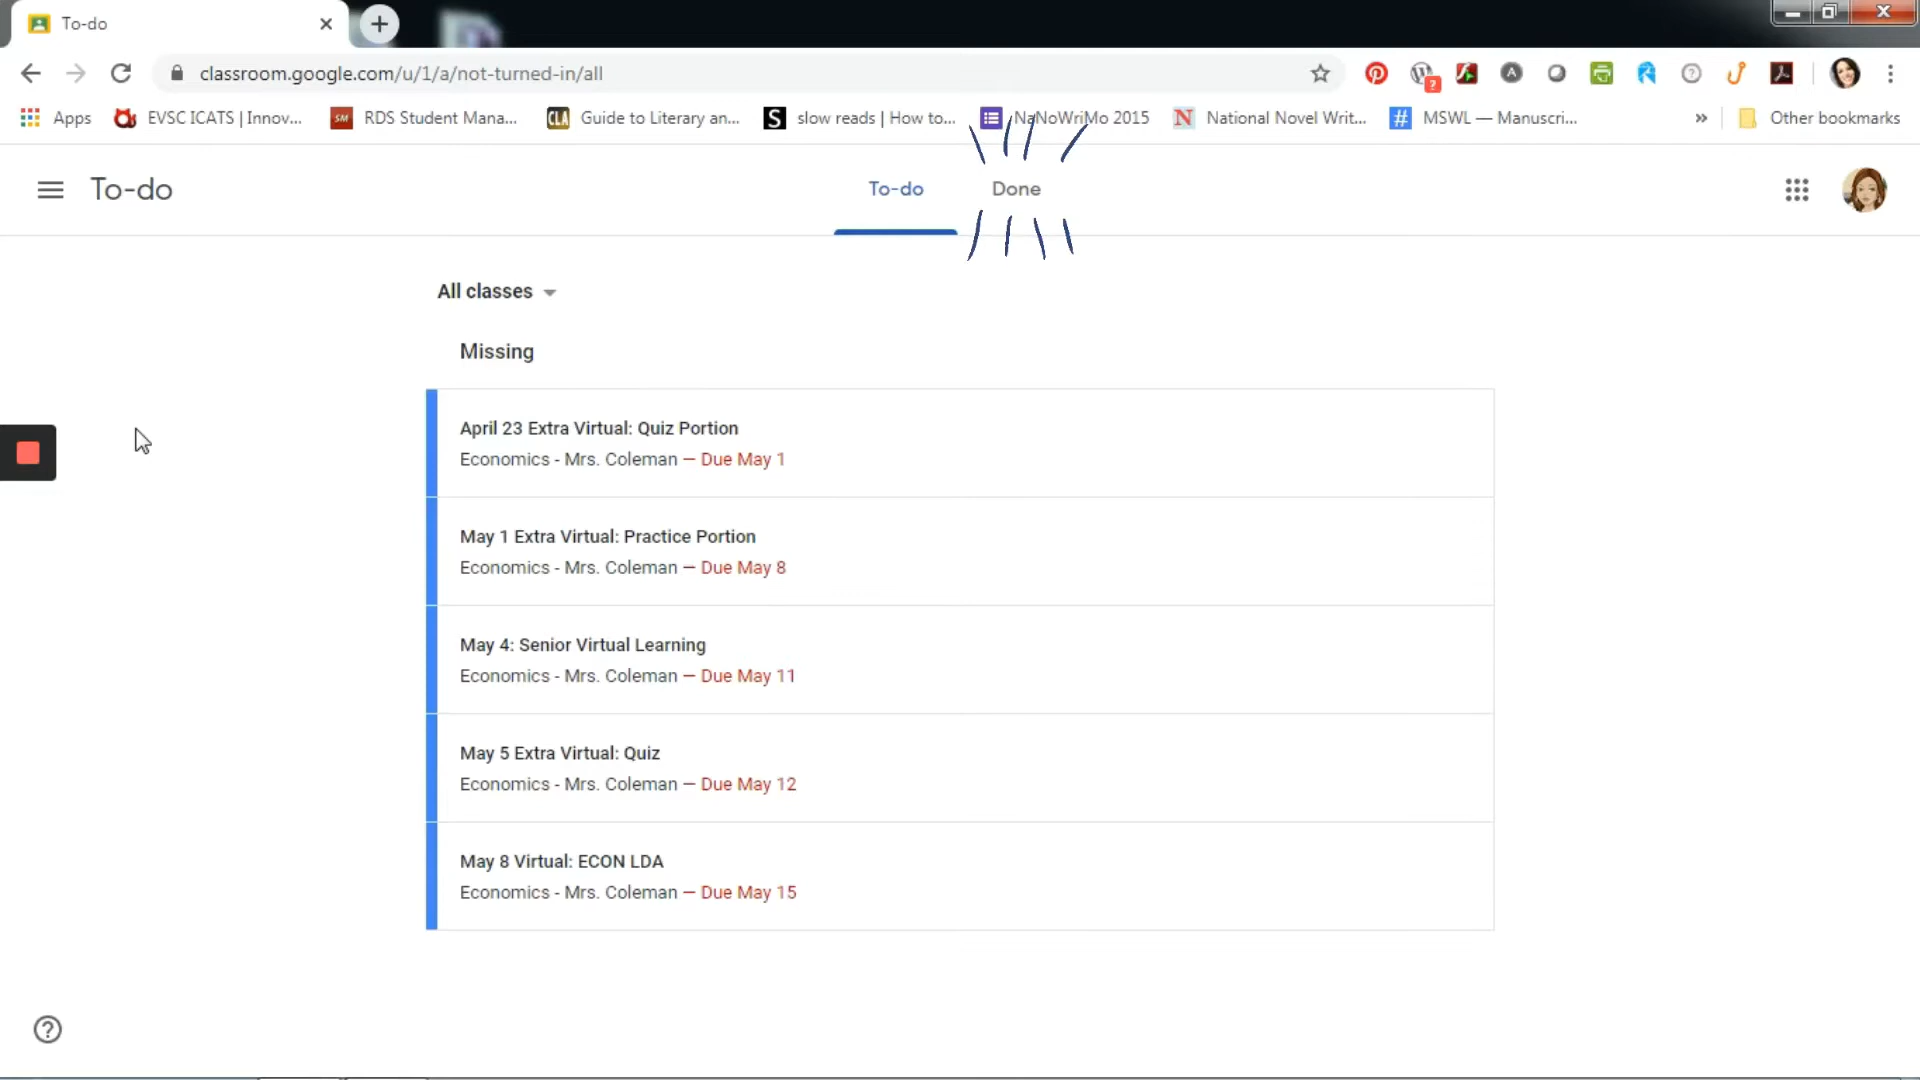 To-do
classroom.google.com/u/1/a/not-turned-in/all
Apps EVSC ICATS | Innov... SM RDS Student Mana... CLA Guide to Literary an... S slow reads | How to... NaNoWriMo 2015 N National Novel Writ... # MSWL — Manuscri... » Other bookmarks
To-do To-do Done
All classes
Missing
April 23 Extra Virtual: Quiz Portion
Economics - Mrs. Coleman — Due May 1
May 1 Extra Virtual: Practice Portion
Economics - Mrs. Coleman — Due May 8
May 4: Senior Virtual Learning
Economics - Mrs. Coleman — Due May 11
May 5 Extra Virtual: Quiz
Economics - Mrs. Coleman — Due May 12
May 8 Virtual: ECON LDA
Economics - Mrs. Coleman — Due May 15